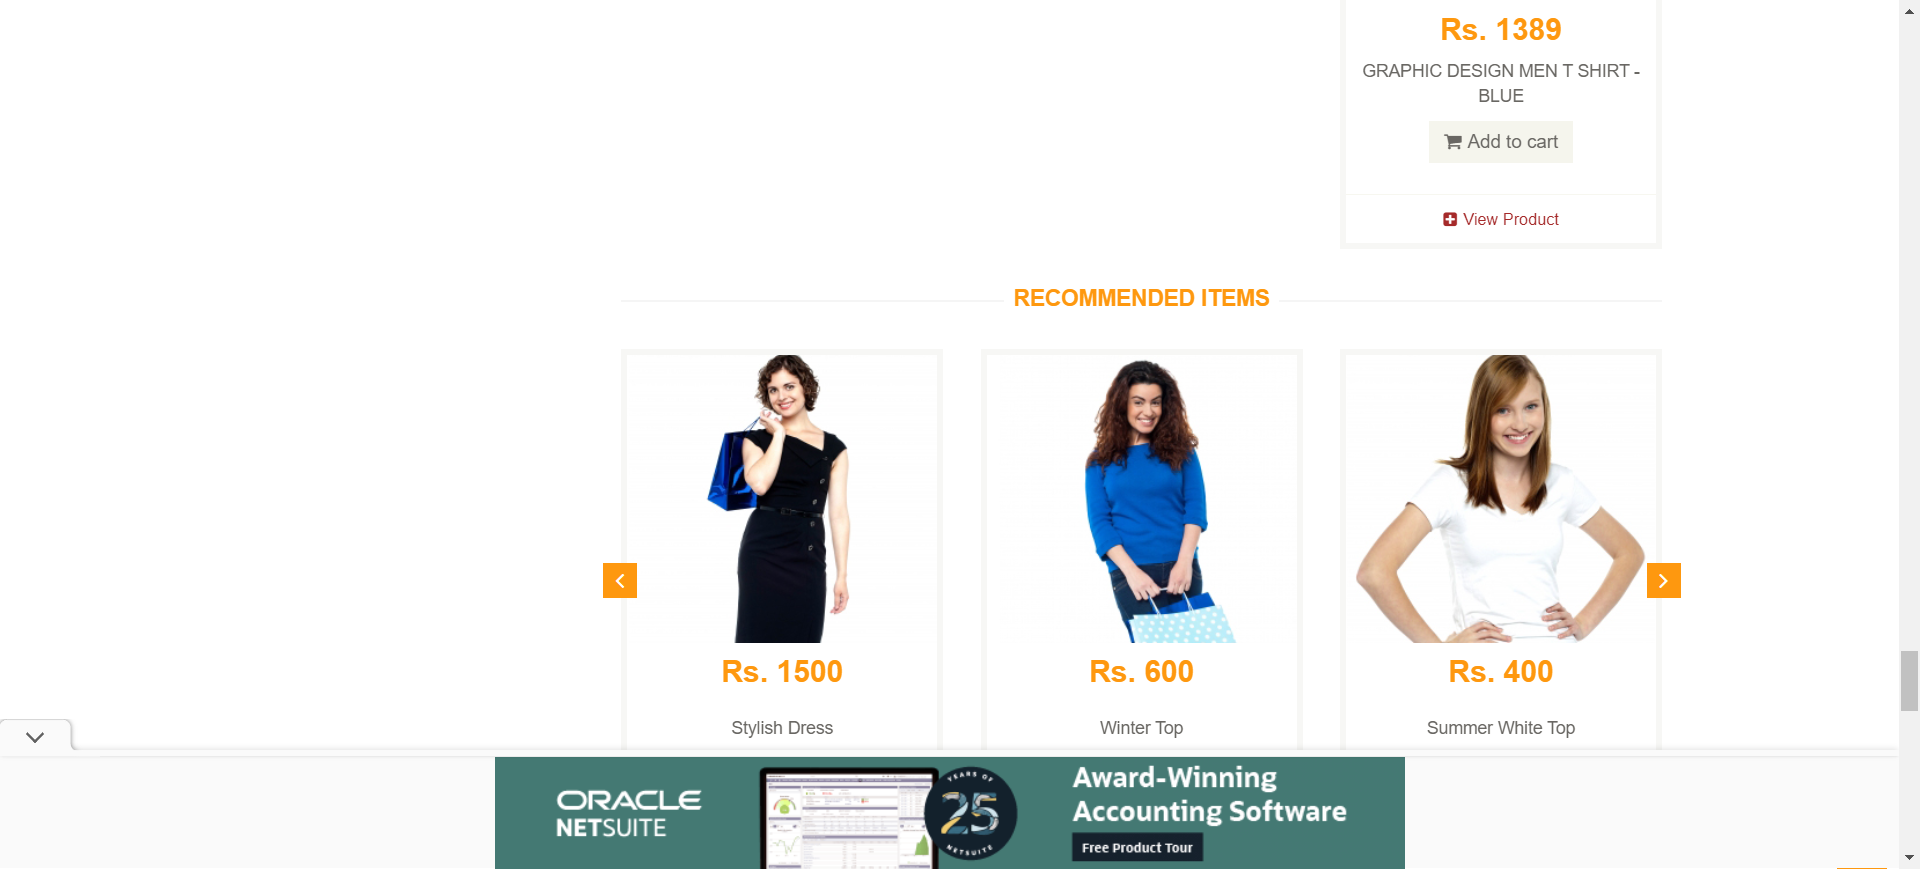 Rs. 1389
GRAPHIC DESIGN MEN T SHIRT -
BLUE
Add to cart
View Product
RECOMMENDED ITEMS
Rs. 1500
Rs. 600
Rs. 400
Stylish Dress
Winter Top
Summer White Top
ORACLE
NETSUITE
YEARS OF
25
NETSUITE
Award-Winning
Accounting Software
Free Product Tour